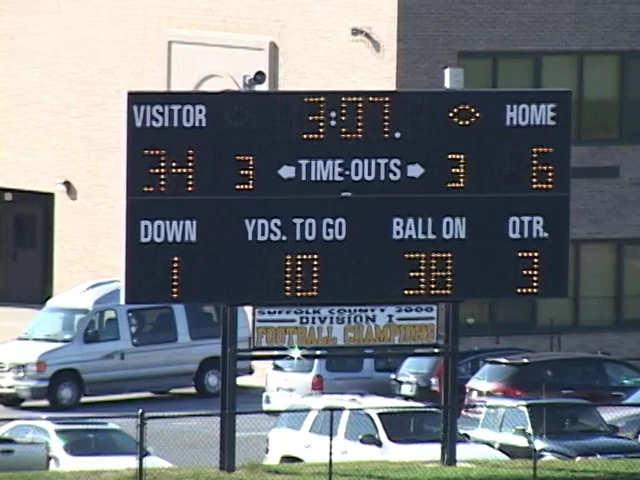 VISITOR 3:07. HOME
34 3 TIME-OUTS 3 6
DOWN YDS. TO GO BALL ON QTR.
1 10 38 3
SUFFOLK COUNTY 2000
DIVISION I
FOOTBALL CHAMPIONS